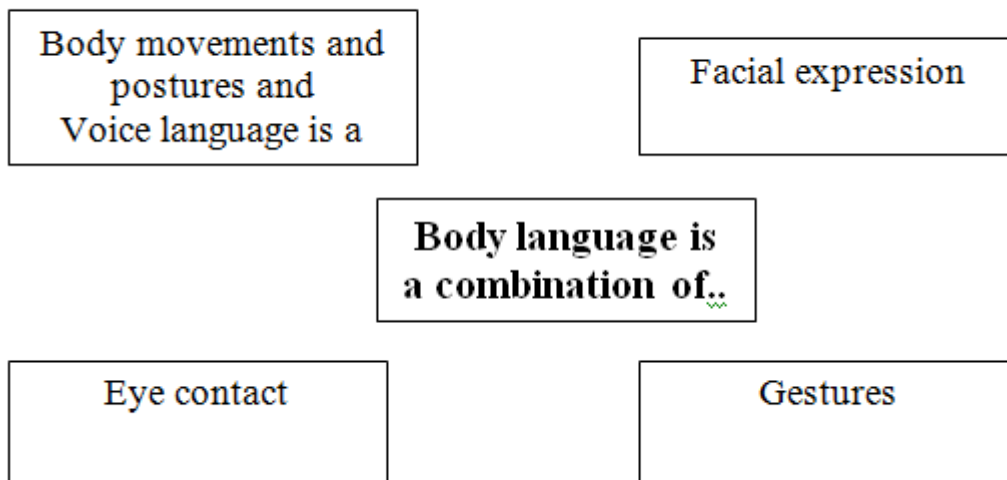 Body movements and
postures and
Voice language is a
Facial expression
Body language is
a combination of..
Eye contact
Gestures